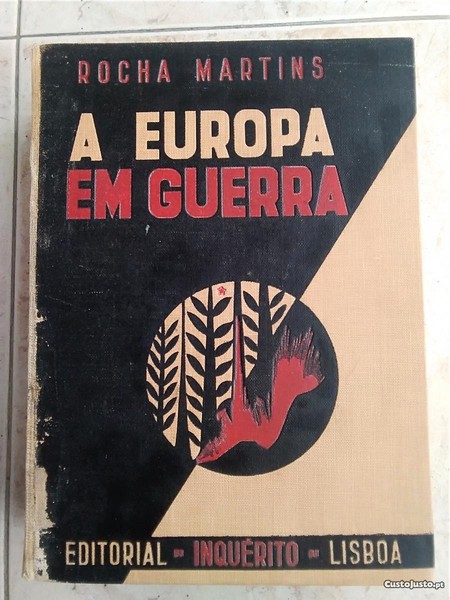 ROCHA MARTINS
A EUROPA
EM GUERRA
EDITORIAL - INQUÉRITO - LISBOA
CustoJusto.pt